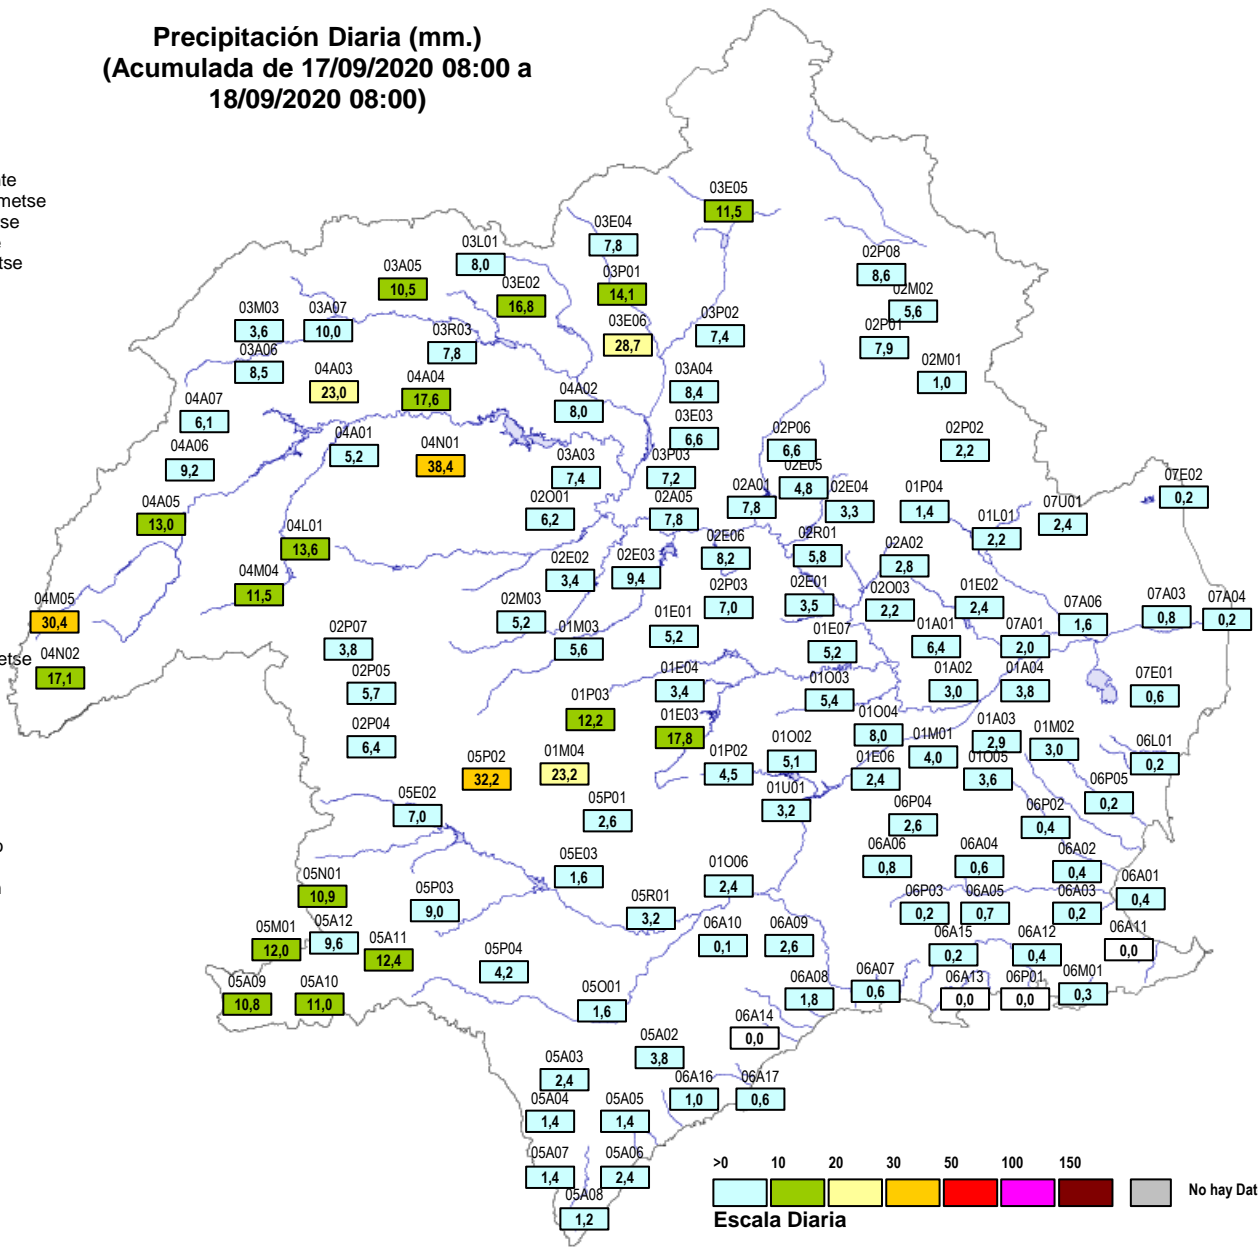 Precipitación Diaria (mm.)
(Acumulada de 17/09/2020 08:00 a
18/09/2020 08:00)
nte
metse
se
e
tse
03E05
11,5
03E04
7,8
03L01
8,0
02P08
8,6
03A05
10,5
03P01
14,1
03E02
16,8
02M02
5,6
03M03
3,6
03A07
10,0
03P02
7,4
03E06
28,7
03R03
7,8
02P01
7,9
03A06
8,5
02M01
1,0
04A03
23,0
04A04
17,6
03A04
8,4
04A02
8,0
04A07
6,1
03E03
6,6
04A01
5,2
04N01
38,4
02P06
6,6
02P02
2,2
04A06
9,2
03A03
7,4
03P03
7,2
02E05
4,8
07E02
0,2
02A01
7,8
02E04
3,3
01P04
1,4
04A05
13,0
02O01
6,2
02A05
7,8
07U01
2,4
01L01
2,2
04L01
13,6
02E06
8,2
02R01
5,8
02A02
2,8
02E02
3,4
02E03
9,4
04M04
11,5
02P03
7,0
02E01
3,5
02O03
2,2
01E02
2,4
04M05
30,4
02M03
5,2
07A06
1,6
07A03
0,8
07A04
0,2
01E01
5,2
01M03
5,6
02P07
3,8
01E07
5,2
01A01
6,4
07A01
2,0
etse
04N02
17,1
02P05
5,7
01E04
3,4
01O03
5,4
01A02
3,0
01A04
3,8
07E01
0,6
01P03
12,2
01E03
17,8
02P04
6,4
01O04
8,0
01A03
2,9
01M02
3,0
01M01
4,0
06L01
0,2
05P02
32,2
01M04
23,2
01P02
4,5
01O02
5,1
01E06
2,4
01O05
3,6
06P05
0,2
05E02
7,0
05P01
2,6
01U01
3,2
06P04
2,6
06P02
0,4
o
05E03
1,6
01O06
2,4
06A06
0,8
06A04
0,6
06A02
0,4
05N01
10,9
05P03
9,0
05R01
3,2
06P03
0,2
06A05
0,7
06A03
0,2
06A01
0,4
05M01
12,0
05A12
9,6
05A11
12,4
05P04
4,2
06A10
0,1
06A09
2,6
06A15
0,2
06A12
0,4
06A11
0,0
05A09
10,8
05A10
11,0
05O01
1,6
06A08
1,8
06A07
0,6
06A13
0,0
06P01
0,0
06M01
0,3
06A14
0,0
05A02
3,8
05A03
2,4
06A16
1,0
06A17
0,6
05A04
1,4
05A05
1,4
05A07
1,4
05A06
2,4
05A08
1,2
>0 10 20 30 50 100 150
No hay Dat
Escala Diaria